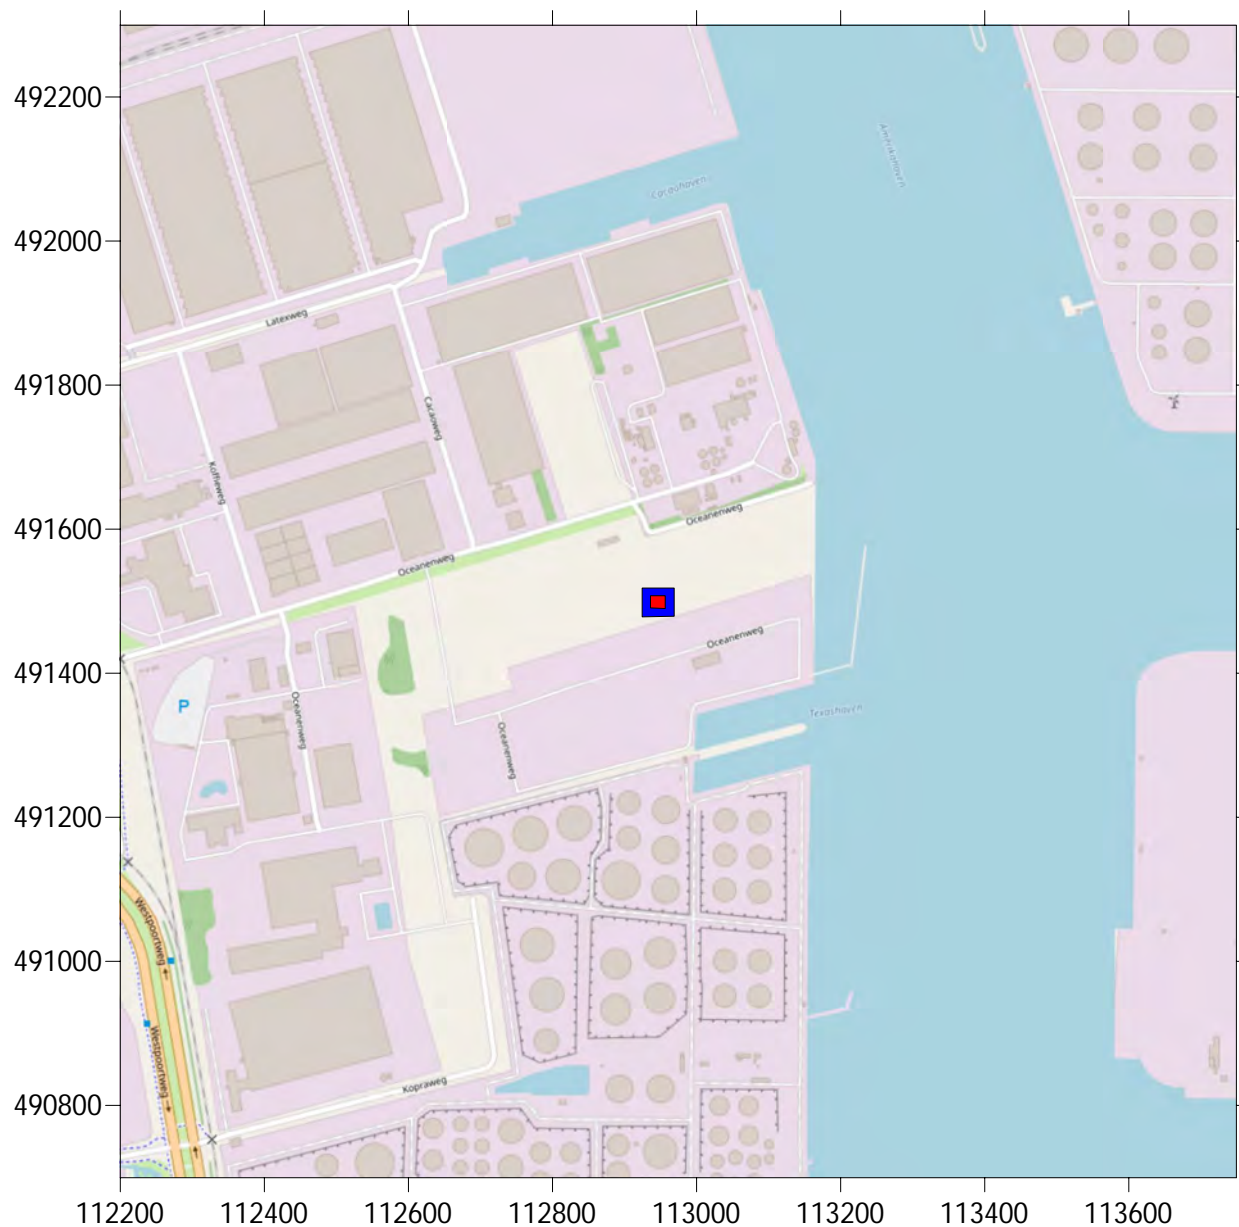 492200
Amerikahaven
Cacaohaven
492000
Latexweg
491800
Cacaoweg
Koffieweg
491600
Oceanenweg
Oceanenweg
Oceanenweg
491400
P
Oceanenweg
Texashaven
Oceanenweg
491200
Westpoortweg
491000
Westpoortweg
Kopraweg
490800
112200 112400 112600 112800 113000 113200 113400 113600